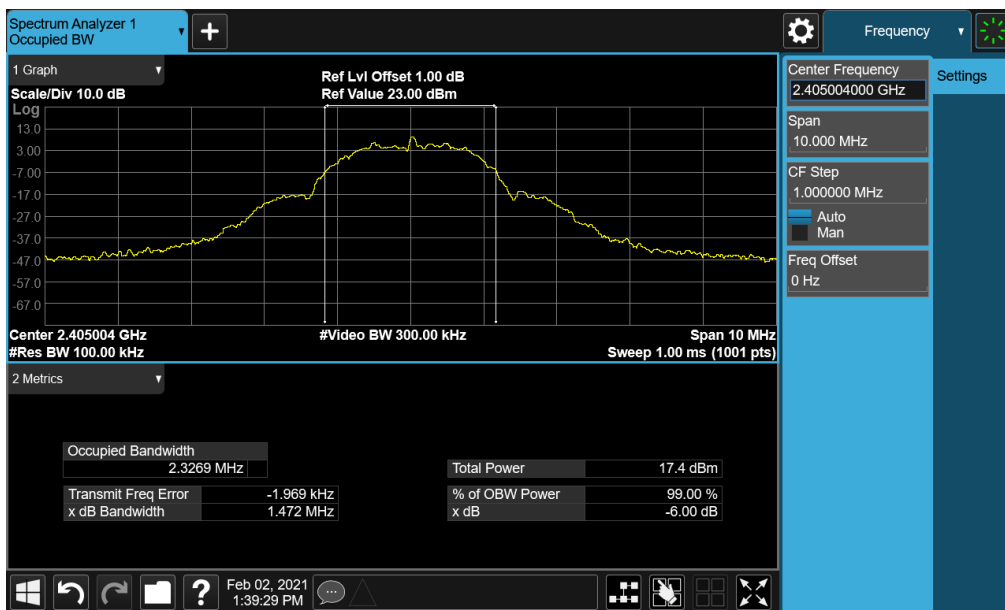 Spectrum Analyzer 1
Occupied BW
+
Frequency
1 Graph
Ref Lvl Offset 1.00 dB
Scale/Div 10.0 dB
Ref Value 23.00 dBm
Log
13.0
3.00
-7.00
-17.0
-27.0
-37.0
-47.0
-57.0
-67.0
Center 2.405004 GHz
#Video BW 300.00 kHz
Span 10 MHz
#Res BW 100.00 kHz
Sweep 1.00 ms (1001 pts)
Center Frequency
2.405004000 GHz
Settings
Span
10.000 MHz
CF Step
1.000000 MHz
Auto
Man
Freq Offset
0 Hz
2 Metrics
Occupied Bandwidth
2.3269 MHz
Total Power 17.4 dBm
Transmit Freq Error -1.969 kHz
% of OBW Power 99.00 %
x dB Bandwidth 1.472 MHz
x dB -6.00 dB
?
Feb 02, 2021
1:39:29 PM